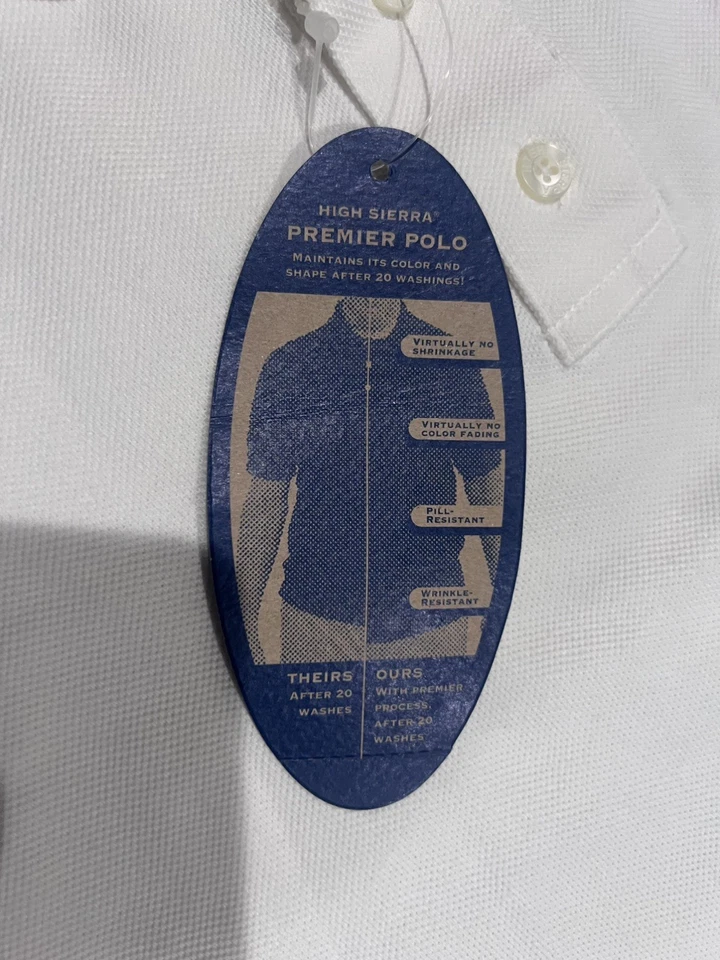 HIGH SIERRA®
PREMIER POLO
MAINTAINS ITS COLOR AND
SHAPE AFTER 20 WASHINGS!
VIRTUALLY NO
SHRINKAGE
VIRTUALLY NO
COLOR FADING
PILL-
RESISTANT
WRINKLE-
RESISTANT
THEIRS
AFTER 20
WASHES
OURS
WITH PREMIER
PROCESS,
AFTER 20
WASHES